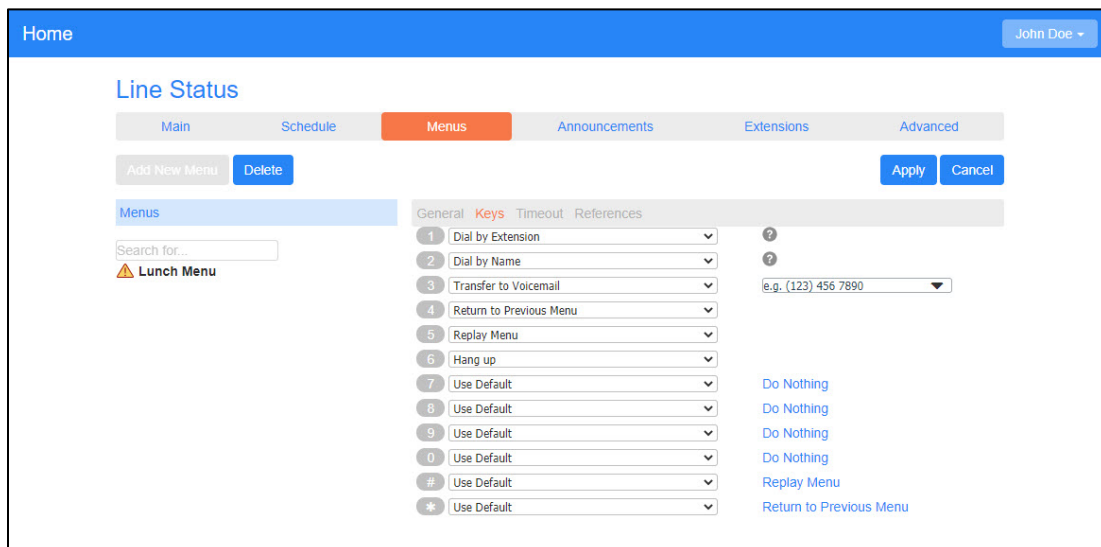 Home John Doe
Line Status
Main Schedule Menus Announcements Extensions Advanced
Add New Menu Delete Apply Cancel
Menus General Keys Timeout References
Search for...
Lunch Menu
1 Dial by Extension ?
2 Dial by Name ?
3 Transfer to Voicemail e.g. (123) 456 7890
4 Return to Previous Menu
5 Replay Menu
6 Hang up
7 Use Default Do Nothing
8 Use Default Do Nothing
9 Use Default Do Nothing
0 Use Default Do Nothing
# Use Default Replay Menu
* Use Default Return to Previous Menu